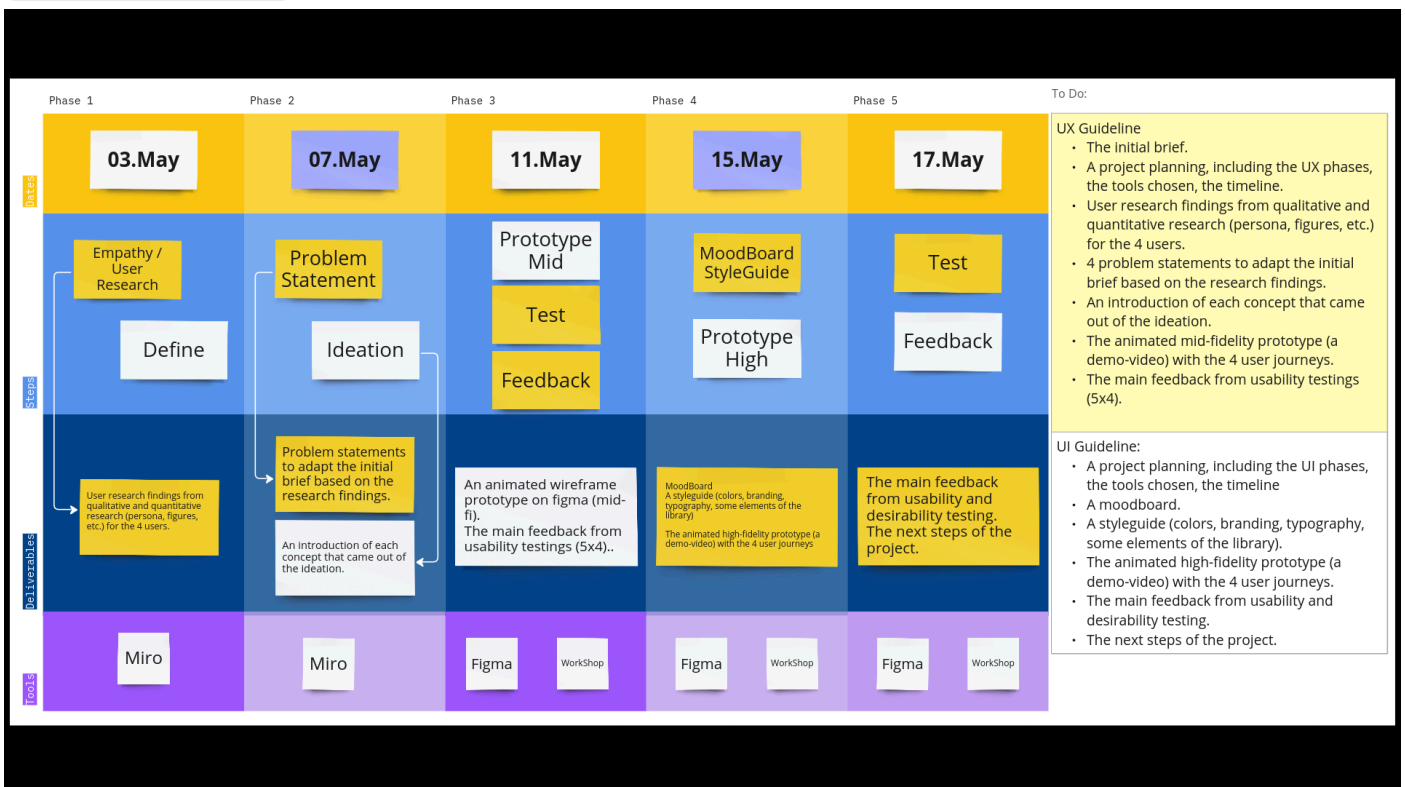 Phase 1
Phase 2
Phase 3
Phase 4
Phase 5
To Do:
Dates
03.May
07.May
11.May
15.May
17.May
Steps
Empathy /
User
Research
Define
Problem
Statement
Ideation
Prototype
Mid
Test
Feedback
MoodBoard
StyleGuide
Prototype
High
Test
Feedback
Deliverables
User research findings from
qualitative and quantitative
research (persona, figures,
etc.) for the 4 users.
Problem statements
to adapt the initial
brief based on the
research findings.
An introduction of each
concept that came out of
the ideation.
An animated wireframe
prototype on figma (mid-
fi).
The main feedback from
usability testings (5x4)..
MoodBoard
A styleguide (colors, branding,
typography, some elements of the
library)
The animated high-fidelity prototype (a
demo-video) with the 4 user journeys
The main feedback
from usability and
desirability testing.
The next steps of the
project.
Tools
Miro
Miro
Figma
WorkShop
Figma
WorkShop
Figma
WorkShop
UX Guideline
• The initial brief.
• A project planning, including the UX phases,
the tools chosen, the timeline.
• User research findings from qualitative and
quantitative research (persona, figures, etc.)
for the 4 users.
• 4 problem statements to adapt the initial
brief based on the research findings.
• An introduction of each concept that came
out of the ideation.
• The animated mid-fidelity prototype (a
demo-video) with the 4 user journeys.
• The main feedback from usability testings
(5x4).
UI Guideline:
• A project planning, including the UI phases,
the tools chosen, the timeline
• A moodboard.
• A styleguide (colors, branding, typography,
some elements of the library).
• The animated high-fidelity prototype (a
demo-video) with the 4 user journeys.
• The main feedback from usability and
desirability testing.
• The next steps of the project.